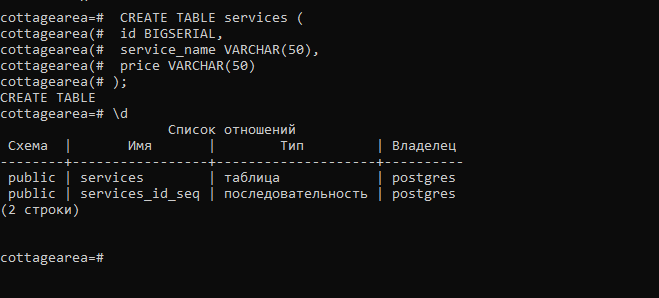 cottagearea=#  CREATE TABLE services (
cottagearea(#  id BIGSERIAL,
cottagearea(#  service_name VARCHAR(50),
cottagearea(#  price VARCHAR(50)
cottagearea(# );
CREATE TABLE
cottagearea=# \d
                     Список отношений
 Схема  |       Имя       |        Тип         | Владелец
--------+-----------------+--------------------+----------
 public | services        | таблица            | postgres
 public | services_id_seq | последовательность | postgres
(2 строки)
cottagearea=#